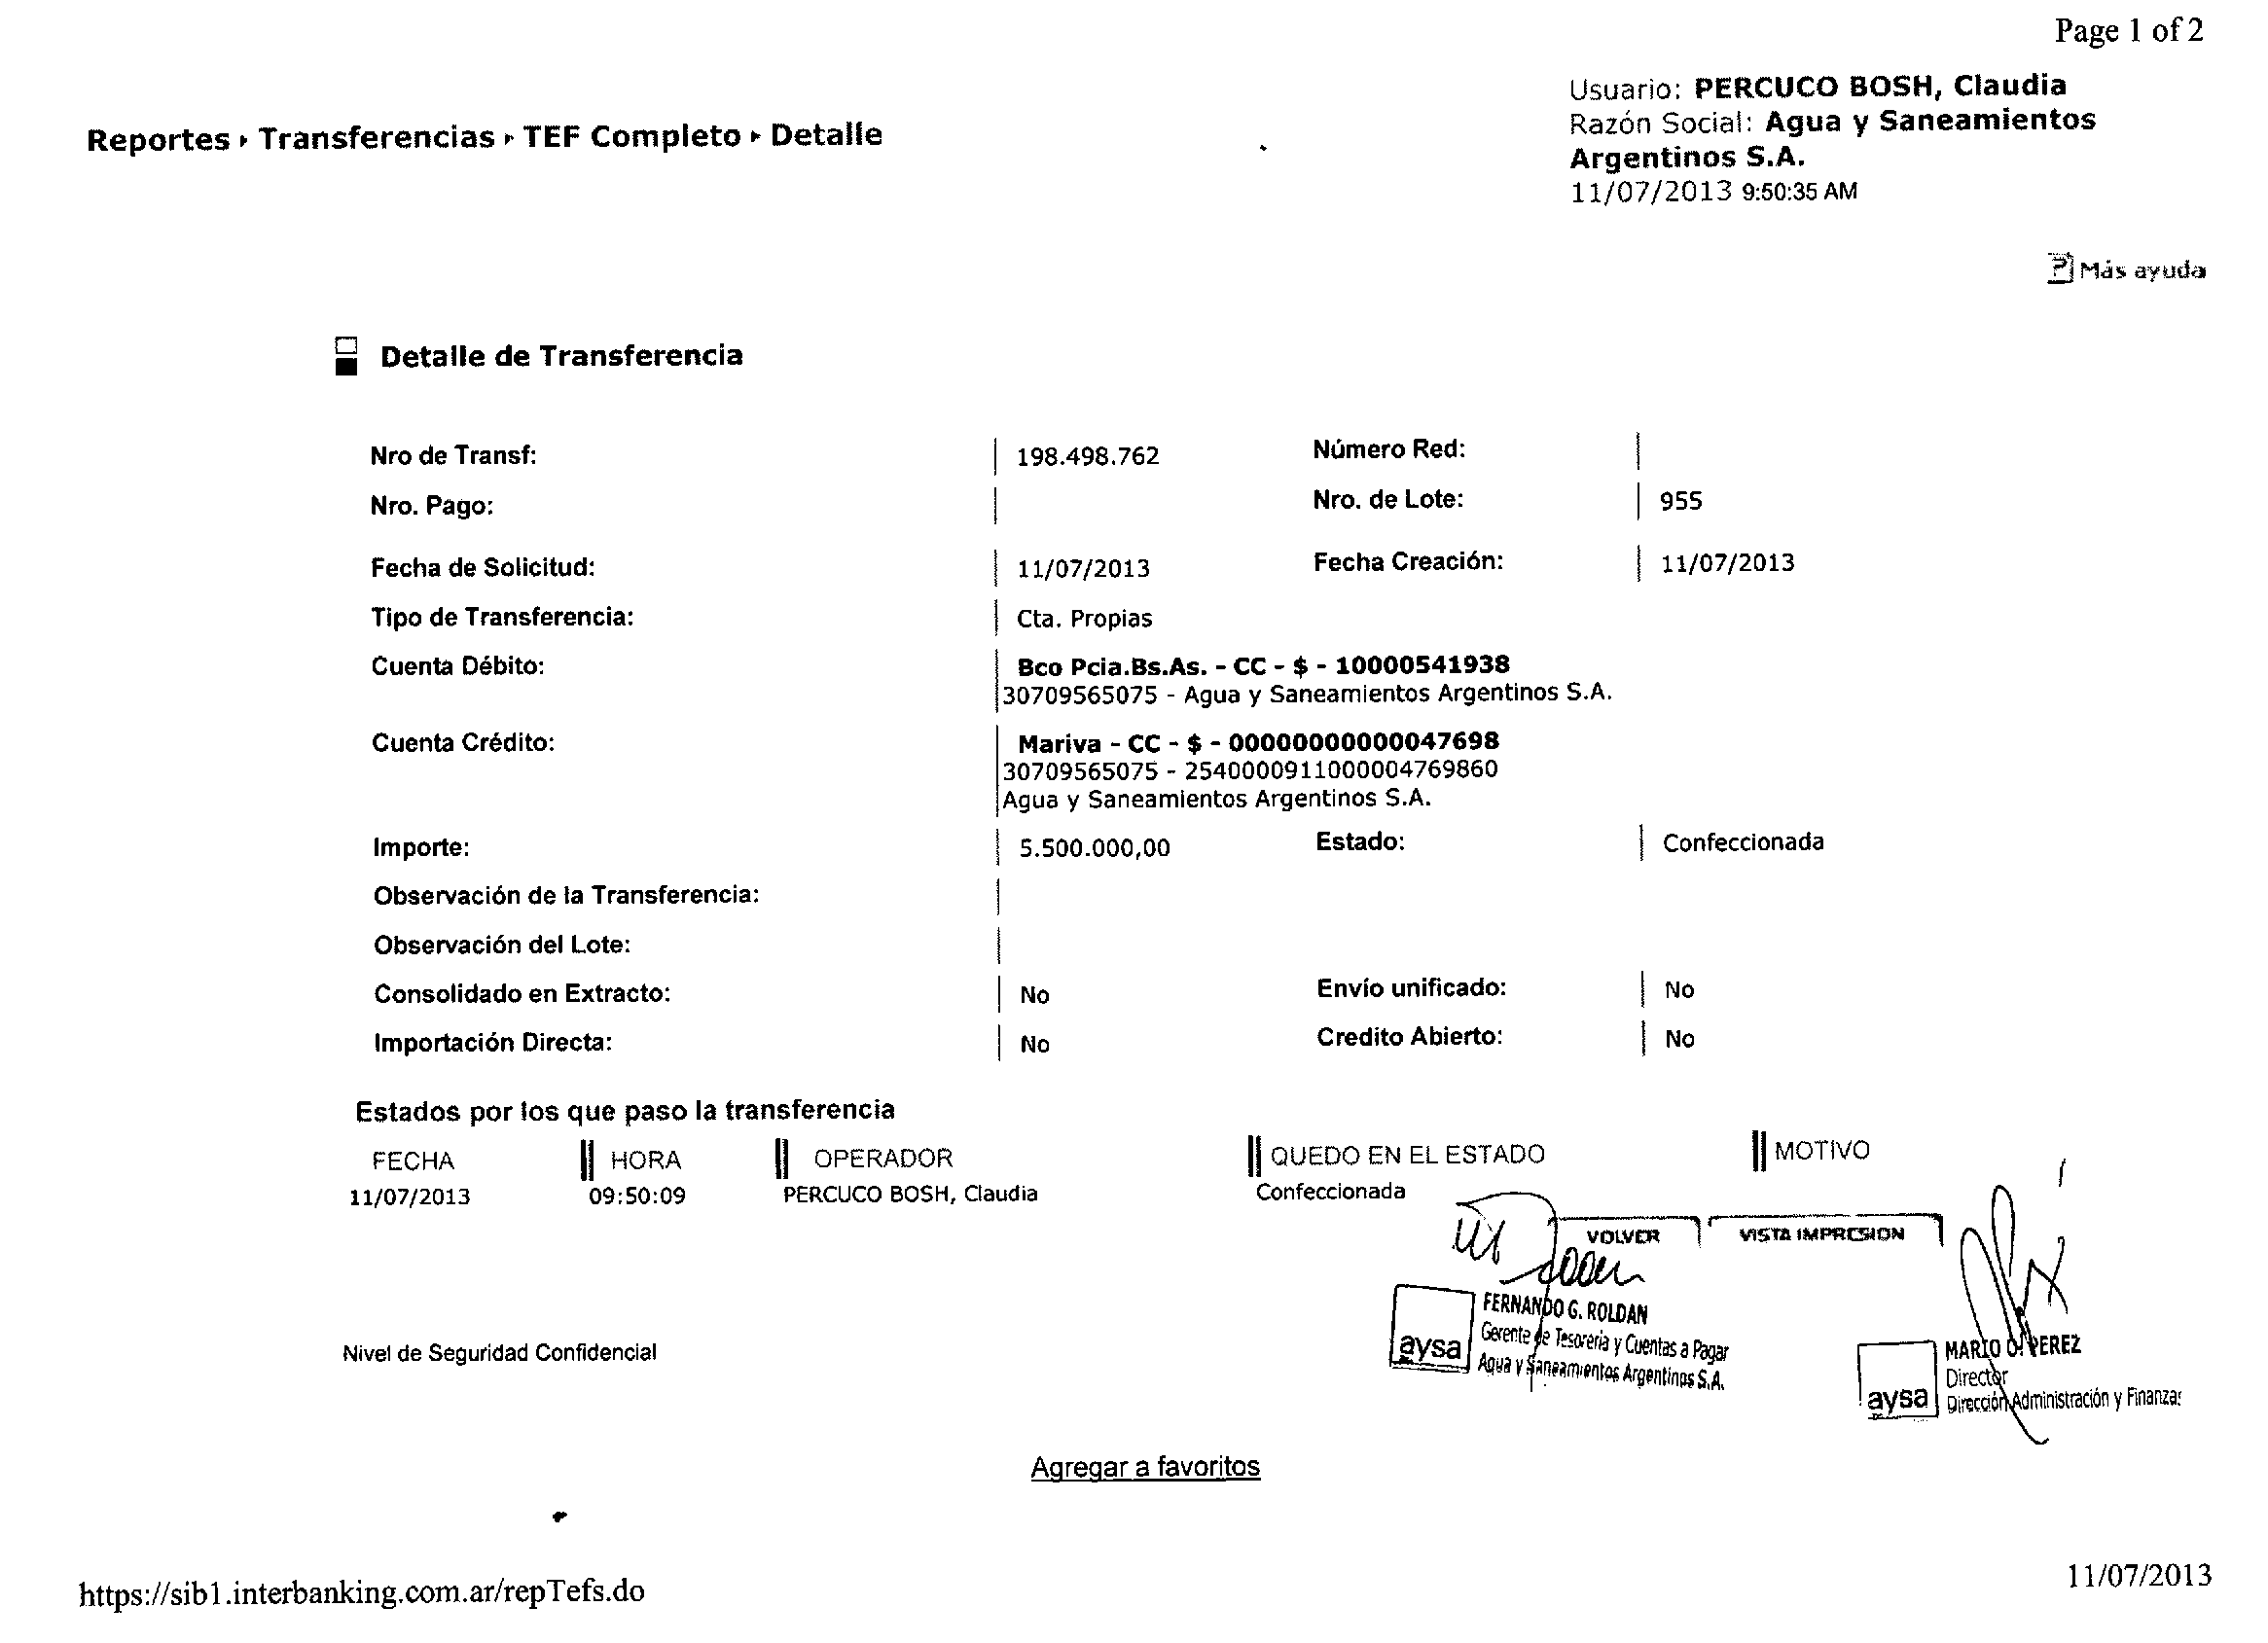 Page 1 of 2
Usuario: PERCUCO BOSH, Claudia
Razón Social: Agua y Saneamientos
Argentinos S.A.
11/07/2013 9:50:35 AM
Reportes ▸ Transferencias ▸ TEF Completo ▸ Detalle
Más ayuda
Detalle de Transferencia
Nro de Transf: 198.498.762 Número Red:
Nro. Pago: Nro. de Lote: 955
Fecha de Solicitud: 11/07/2013 Fecha Creación: 11/07/2013
Tipo de Transferencia: Cta. Propias
Cuenta Débito: Bco Pcia.Bs.As. - CC - $ - 10000541938
30709565075 - Agua y Saneamientos Argentinos S.A.
Cuenta Crédito: Mariva - CC - $ - 00000000000047698
30709565075 - 2540000911000004769860
Agua y Saneamientos Argentinos S.A.
Importe: 5.500.000,00 Estado: Confeccionada
Observación de la Transferencia:
Observación del Lote:
Consolidado en Extracto: No Envío unificado: No
Importación Directa: No Credito Abierto: No
Estados por los que paso la transferencia
FECHA HORA OPERADOR QUEDO EN EL ESTADO MOTIVO
11/07/2013 09:50:09 PERCUCO BOSH, Claudia Confeccionada
VOLVER VISTA IMPRESION
FERNANDO G. ROLDAN
Gerente de Tesorería y Cuentas a Pagar
Agua y Saneamientos Argentinos S.A.
aysa
MARIO O. PEREZ
Director
Dirección Administración y Finanzas
aysa
Nivel de Seguridad Confidencial
Agregar a favoritos
https://sib1.interbanking.com.ar/repTefs.do
11/07/2013